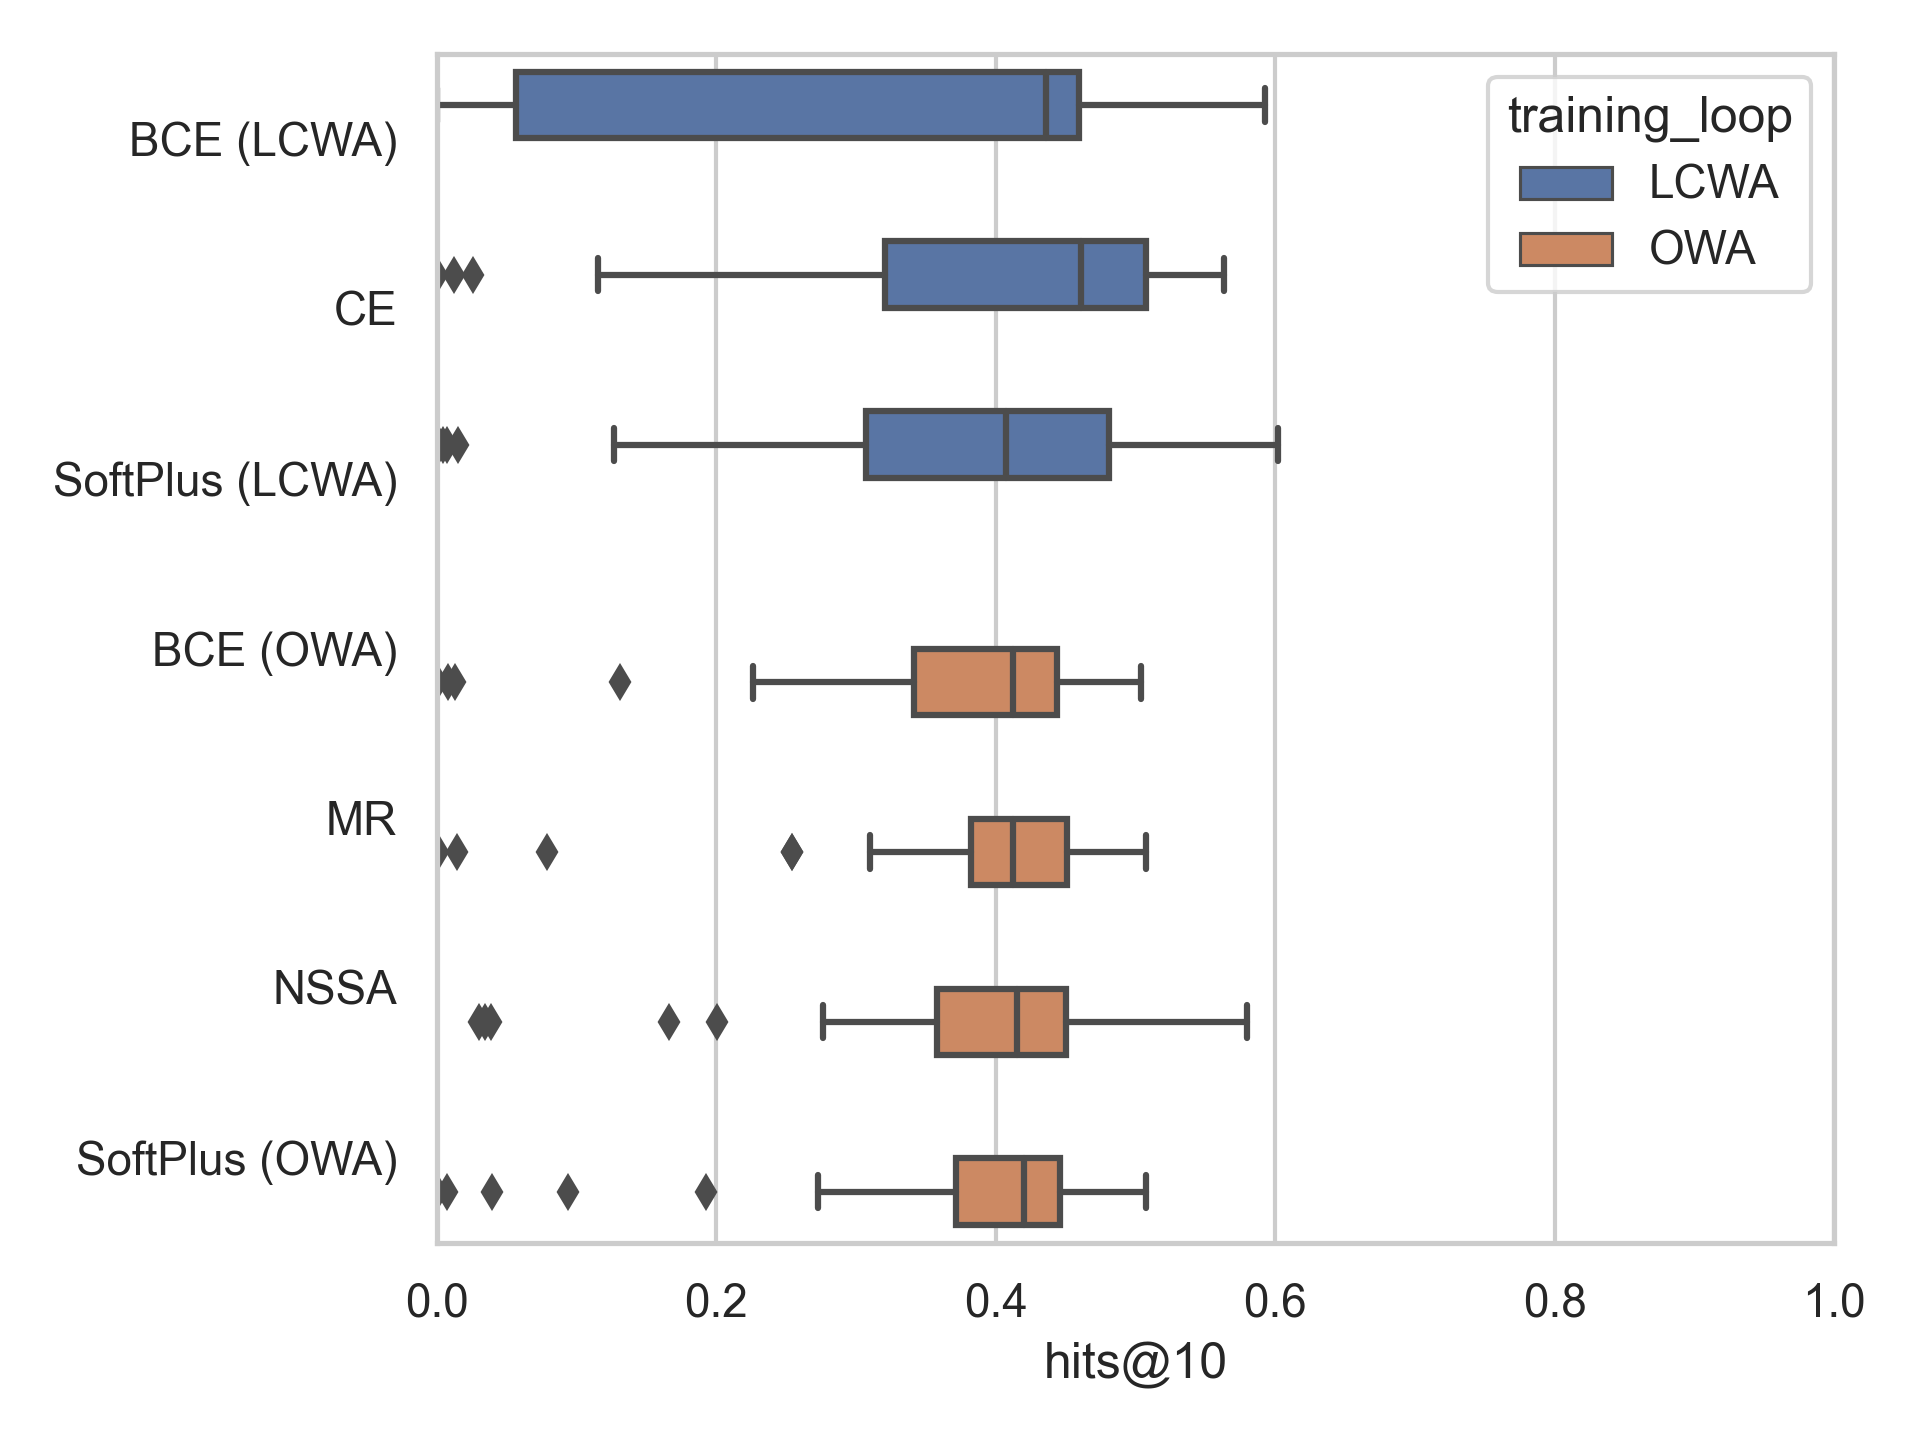 BCE (LCWA)
CE
SoftPlus (LCWA)
BCE (OWA)
MR
NSSA
SoftPlus (OWA)
training_loop
LCWA
OWA
0.0 0.2 0.4 0.6 0.8 1.0
hits@10